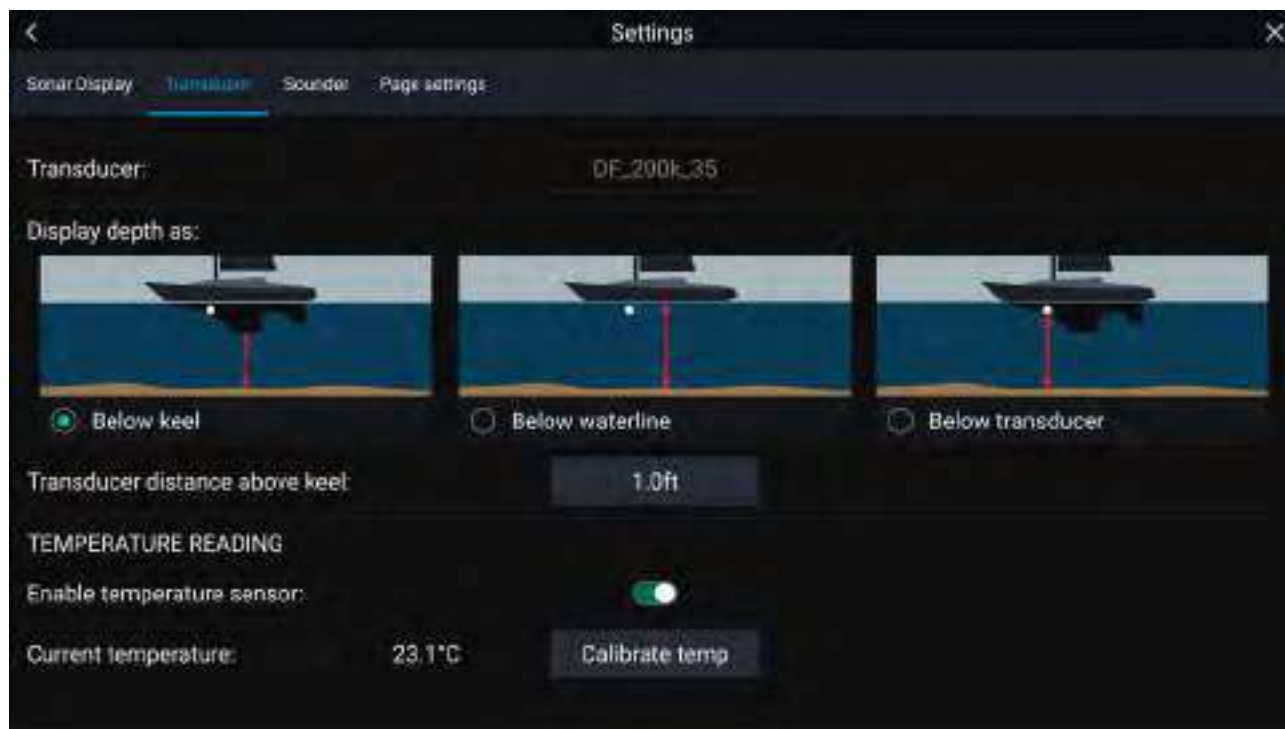 Settings
Sonar Display Transducer Sounder Page settings
Transducer: DF_200k_35
Display depth as:
Below keel Below waterline Below transducer
Transducer distance above keel: 1.0ft
TEMPERATURE READING
Enable temperature sensor:
Current temperature: 23.1°C Calibrate temp